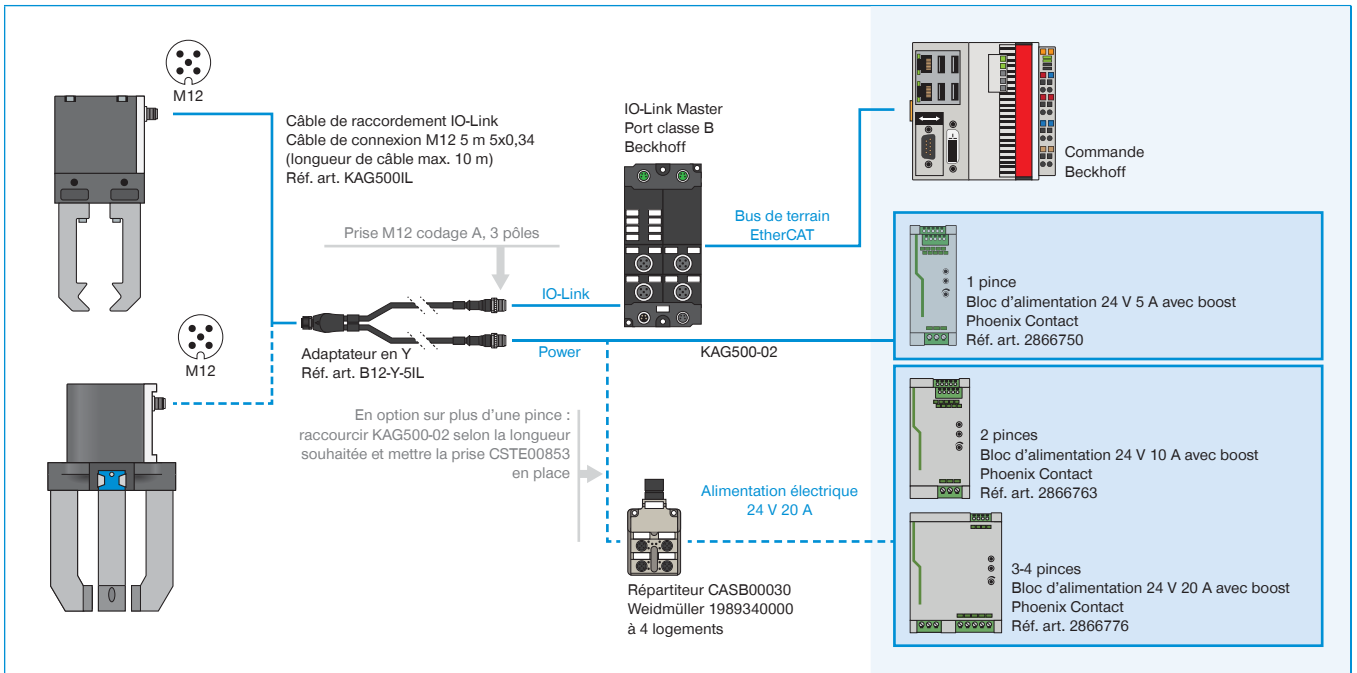 M12
Câble de raccordement IO-Link
Câble de connexion M12 5 m 5x0,34
(longueur de câble max. 10 m)
Réf. art. KAG500IL
IO-Link Master
Port classe B
Beckhoff
Commande
Beckhoff
Bus de terrain
EtherCAT
Prise M12 codage A, 3 pôles
IO-Link
1 pince
Bloc d'alimentation 24 V 5 A avec boost
Phoenix Contact
Réf. art. 2866750
M12
Adaptateur en Y
Réf. art. B12-Y-5IL
Power
KAG500-02
En option sur plus d'une pince :
raccourcir KAG500-02 selon la longueur
souhaitée et mettre la prise CSTE00853
en place
2 pinces
Bloc d'alimentation 24 V 10 A avec boost
Phoenix Contact
Réf. art. 2866763
Alimentation électrique
24 V 20 A
Répartiteur CASB00030
Weidmüller 1989340000
à 4 logements
3-4 pinces
Bloc d'alimentation 24 V 20 A avec boost
Phoenix Contact
Réf. art. 2866776